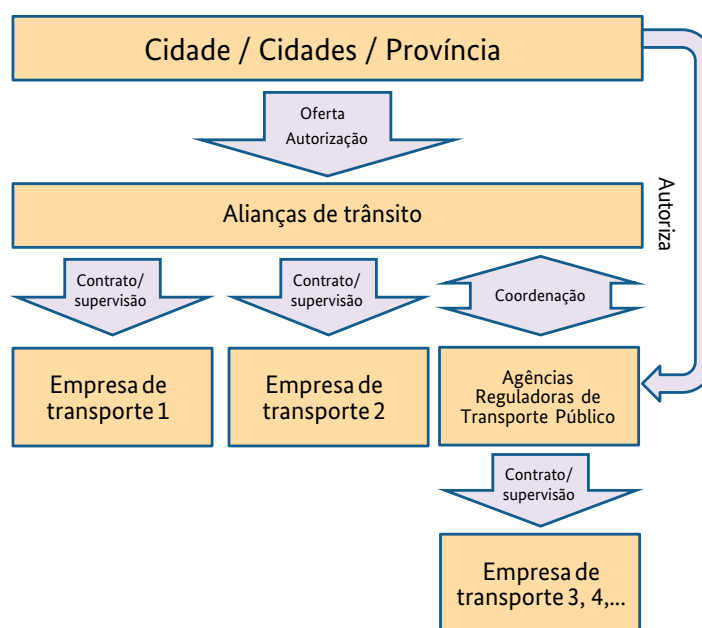 Cidade / Cidades / Província
Oferta
Autorização
Autoriza
Alianças de trânsito
Contrato/
supervisão
Contrato/
supervisão
Coordenação
Empresa de
transporte 1
Empresa de
transporte 2
Agências
Reguladoras de
Transporte Público
Contrato/
supervisão
Empresa de
transporte 3, 4,...